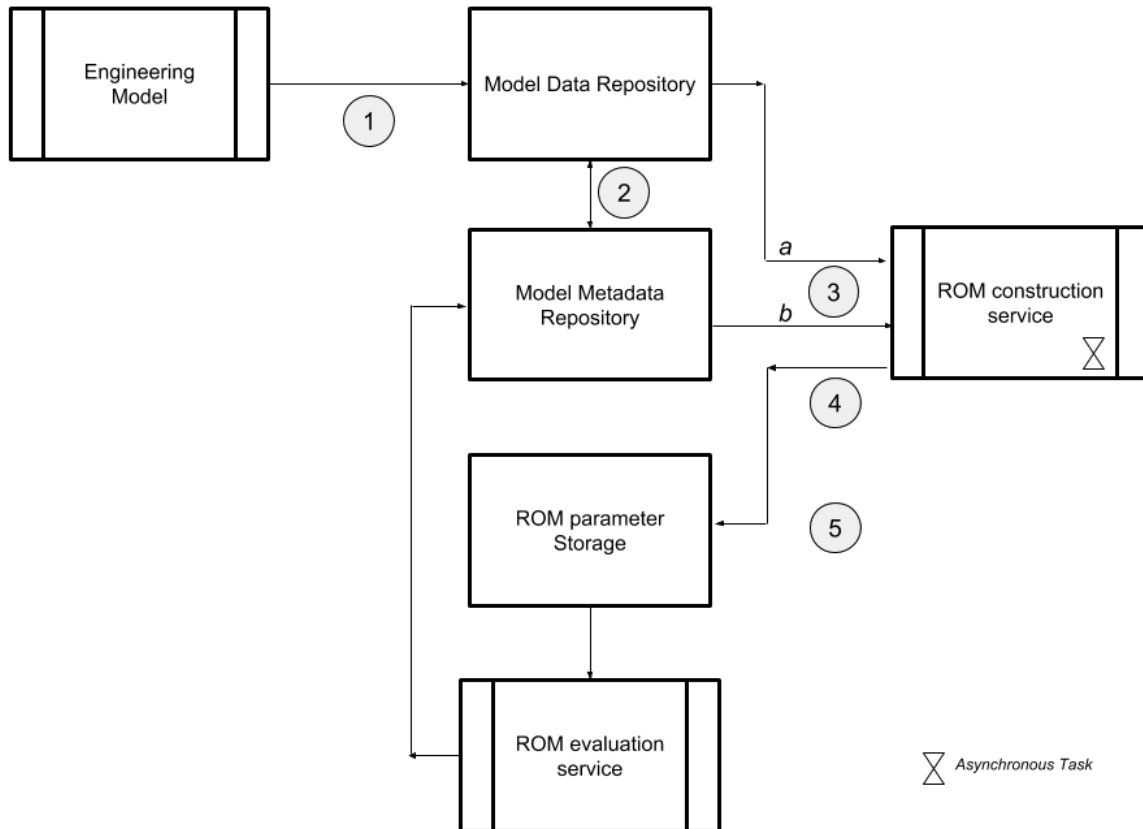 Engineering
Model
1
Model Data Repository
2
a
3
b
Model Metadata
Repository
ROM construction
service
4
ROM parameter
Storage
5
ROM evaluation
service
Asynchronous Task